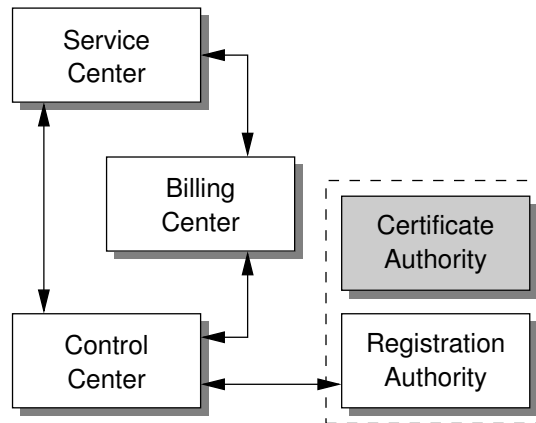 Service
Center
Billing
Center
Certificate
Authority
Control
Center
Registration
Authority